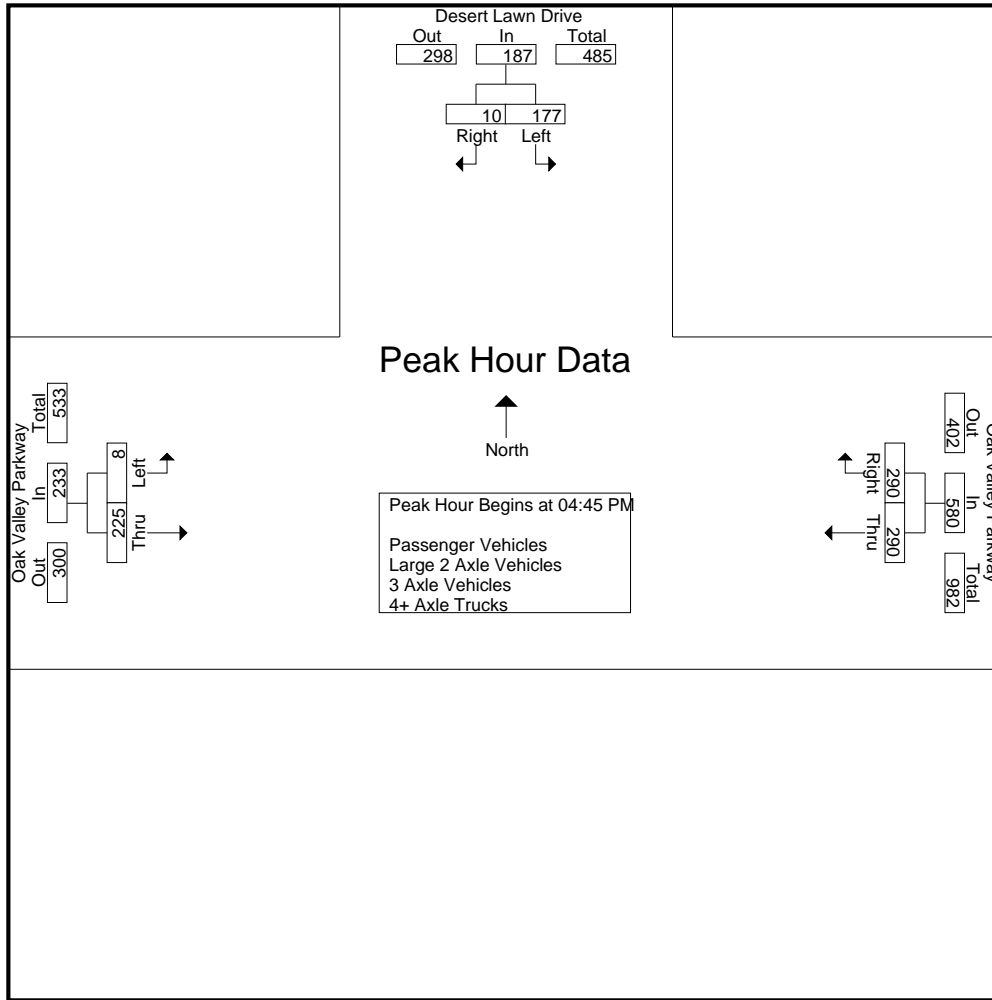 Desert Lawn Drive
Out In Total
298 187 485
10 177
Right Left
Peak Hour Data
North
Peak Hour Begins at 04:45 PM
Passenger Vehicles
Large 2 Axle Vehicles
3 Axle Vehicles
4+ Axle Trucks
Oak Valley Parkway
Out In Total
300 233 533
225 8
Thru Left
Oak Valley Parkway
Out In Total
402 580 982
290 290
Right Thru